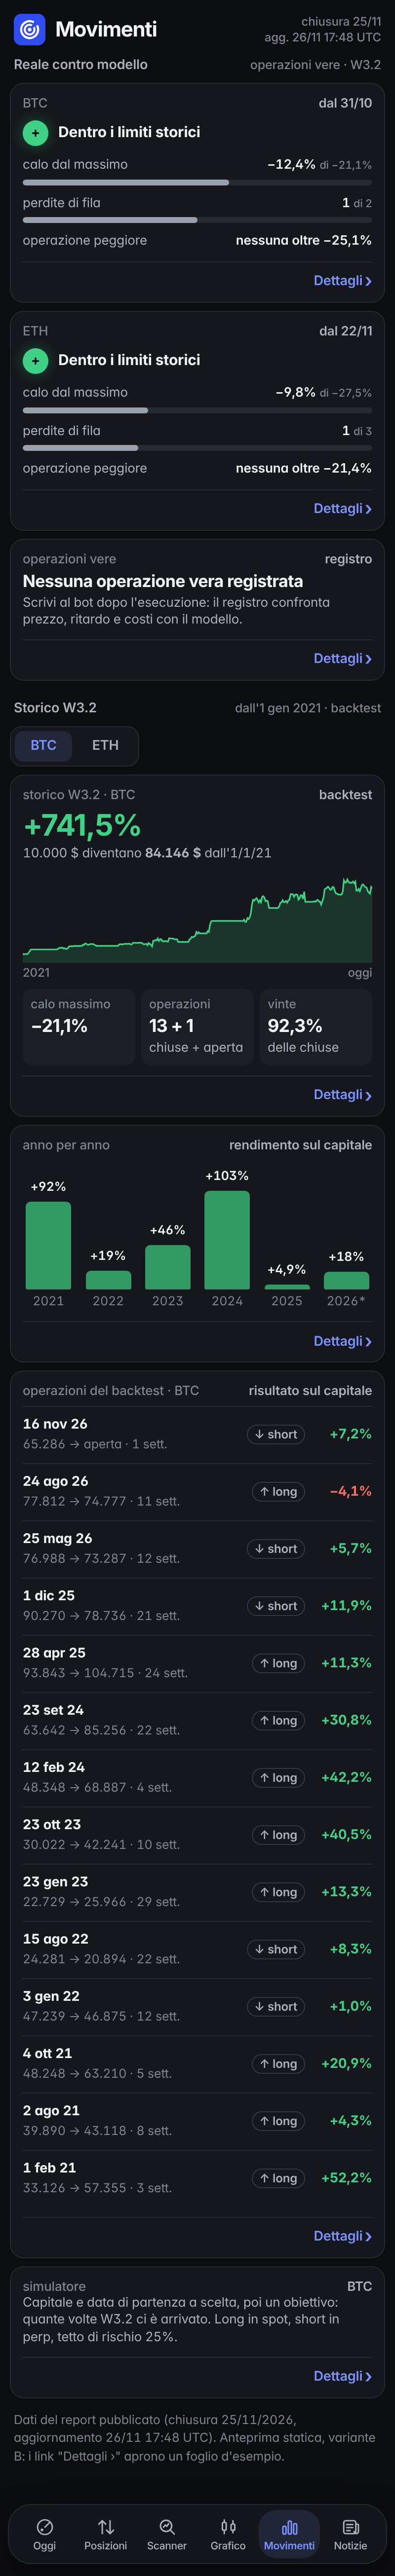 Movimenti
chiusura 25/11
agg. 26/11 17:48 UTC
Reale contro modello
operazioni vere · W3.2
BTC
dal 31/10
+
Dentro i limiti storici
calo dal massimo
−12,4% di −21,1%
perdite di fila
1 di 2
operazione peggiore
nessuna oltre −25,1%
Dettagli ›
ETH
dal 22/11
+
Dentro i limiti storici
calo dal massimo
−9,8% di −27,5%
perdite di fila
1 di 3
operazione peggiore
nessuna oltre −21,4%
Dettagli ›
operazioni vere
registro
Nessuna operazione vera registrata
Scrivi al bot dopo l'esecuzione: il registro confronta
prezzo, ritardo e costi con il modello.
Dettagli ›
Storico W3.2
dall'1 gen 2021 · backtest
BTC
ETH
storico W3.2 · BTC
backtest
+741,5%
10.000 $ diventano 84.146 $ dall'1/1/21
2021
oggi
calo massimo
−21,1%
operazioni
13 + 1
chiuse + aperta
vinte
92,3%
delle chiuse
Dettagli ›
anno per anno
rendimento sul capitale
+92%
+19%
+46%
+103%
+4,9%
+18%
2021
2022
2023
2024
2025
2026*
Dettagli ›
operazioni del backtest · BTC
risultato sul capitale
16 nov 26
65.286 → aperta · 1 sett.
↓ short
+7,2%
24 ago 26
77.812 → 74.777 · 11 sett.
↑ long
−4,1%
25 mag 26
76.988 → 73.287 · 12 sett.
↓ short
+5,7%
1 dic 25
90.270 → 78.736 · 21 sett.
↓ short
+11,9%
28 apr 25
93.843 → 104.715 · 24 sett.
↑ long
+11,3%
23 set 24
63.642 → 85.256 · 22 sett.
↑ long
+30,8%
12 feb 24
48.348 → 68.887 · 4 sett.
↑ long
+42,2%
23 ott 23
30.022 → 42.241 · 10 sett.
↑ long
+40,5%
23 gen 23
22.729 → 25.966 · 29 sett.
↑ long
+13,3%
15 ago 22
24.281 → 20.894 · 22 sett.
↓ short
+8,3%
3 gen 22
47.239 → 46.875 · 12 sett.
↓ short
+1,0%
4 ott 21
48.248 → 63.210 · 5 sett.
↑ long
+20,9%
2 ago 21
39.890 → 43.118 · 8 sett.
↑ long
+4,3%
1 feb 21
33.126 → 57.355 · 3 sett.
↑ long
+52,2%
Dettagli ›
simulatore
BTC
Capitale e data di partenza a scelta, poi un obiettivo:
quante volte W3.2 ci è arrivato. Long in spot, short in
perp, tetto di rischio 25%.
Dettagli ›
Dati del report pubblicato (chiusura 25/11/2026,
aggiornamento 26/11 17:48 UTC). Anteprima statica, variante
B: i link "Dettagli ›" aprono un foglio d'esempio.
Oggi
Posizioni
Scanner
Grafico
Movimenti
Notizie